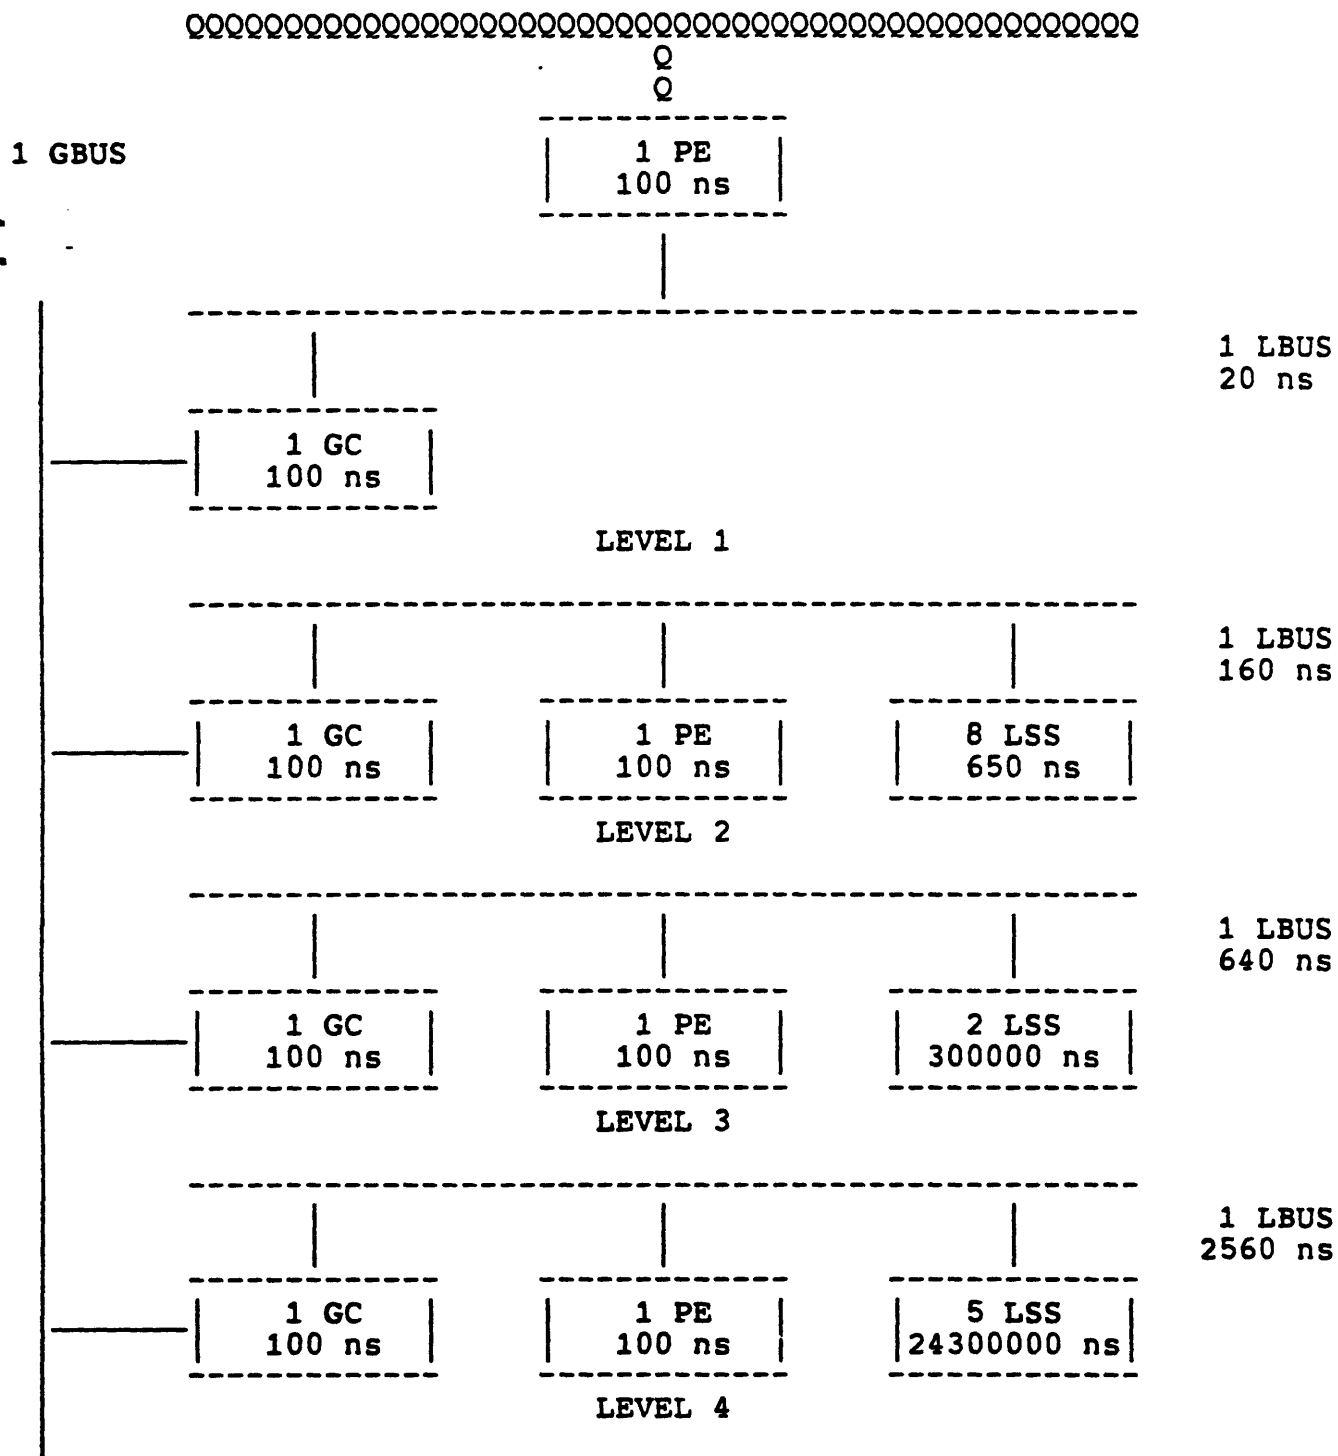 QQQQQQQQQQQQQQQQQQQQQQQQQQQQQQQQQQQQQQQQQQQQQQQQQ
Q
Q
1 GBUS
1 PE
100 ns
1 LBUS
20 ns
1 GC
100 ns
LEVEL 1
1 LBUS
160 ns
1 GC 1 PE 8 LSS
100 ns 100 ns 650 ns
LEVEL 2
1 LBUS
640 ns
1 GC 1 PE 2 LSS
100 ns 100 ns 300000 ns
LEVEL 3
1 LBUS
2560 ns
1 GC 1 PE 5 LSS
100 ns 100 ns 24300000 ns
LEVEL 4